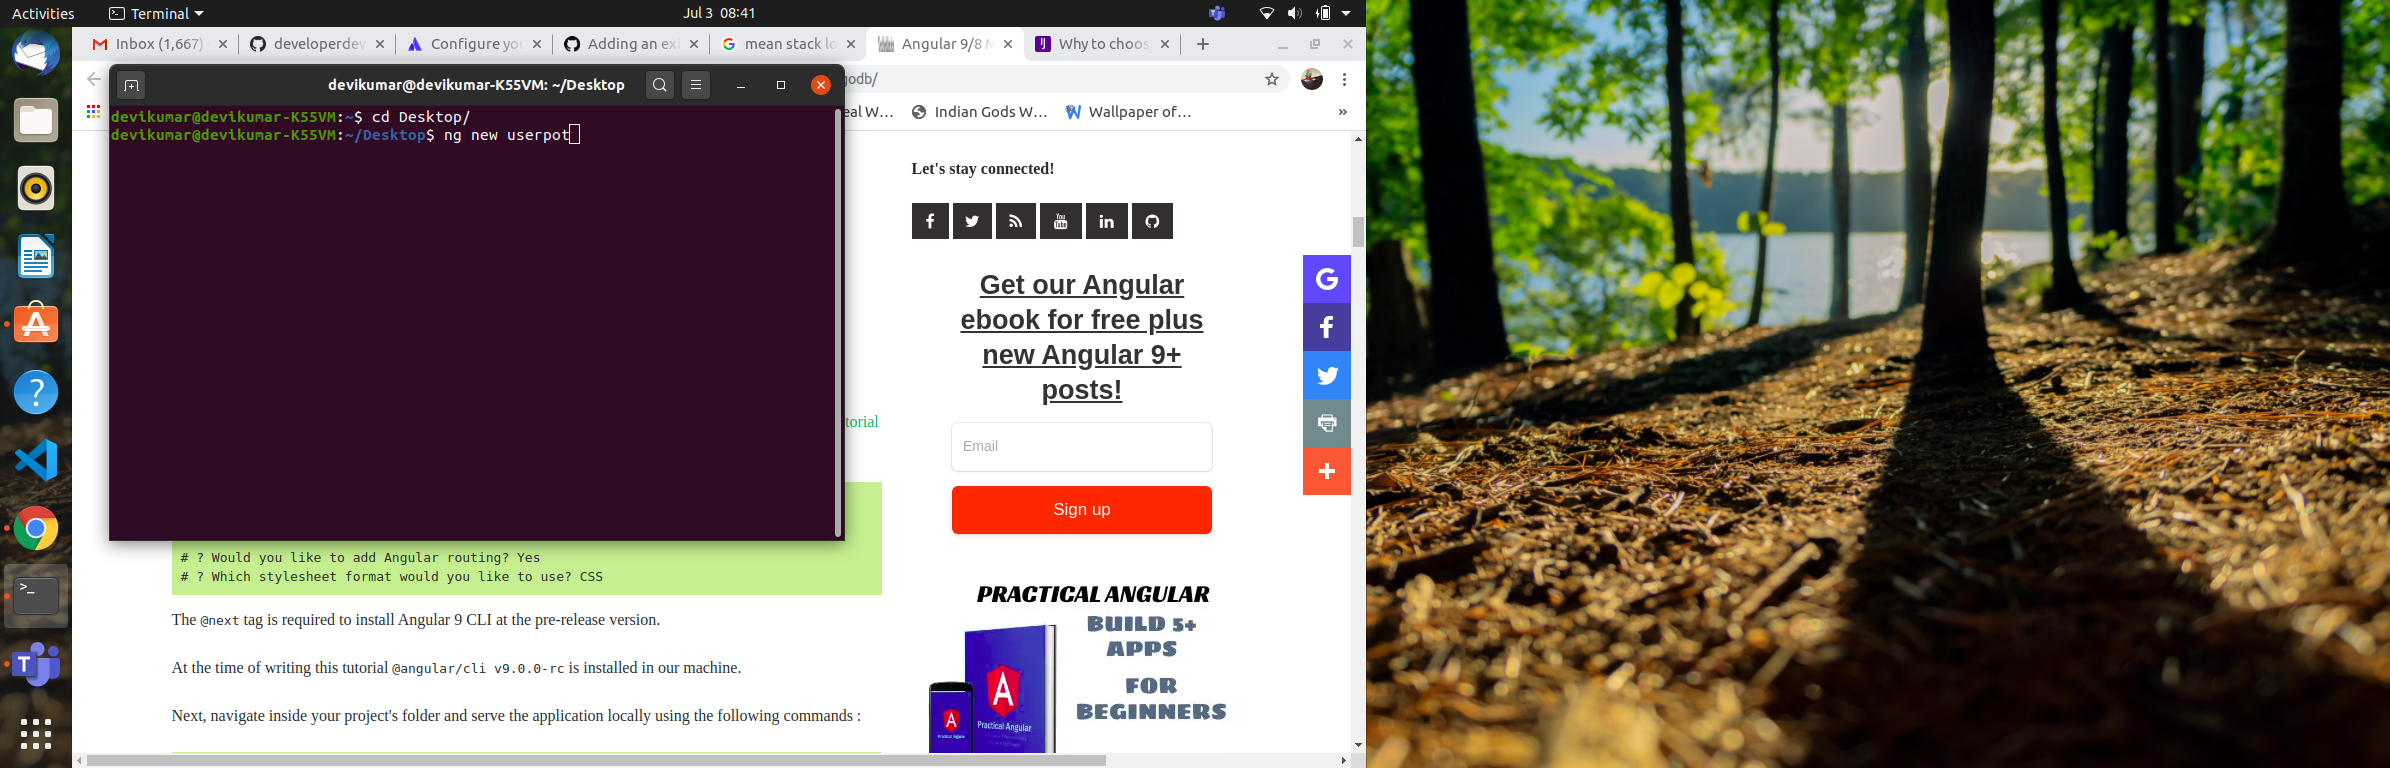 Activities
Terminal
Jul 3 08:41
Inbox (1,667)
developerdev
Configure yo
Adding an exi
mean stack lo
Angular 9/8 M
Why to choos
devikumar@devikumar-K55VM: ~/Desktop
godb/
devikumar@devikumar-K55VM:~$ cd Desktop/
devikumar@devikumar-K55VM:~/Desktop$ ng new userpot
eal W…
Indian Gods W…
Wallpaper of…
»
Let's stay connected!
You
Tube
in
Get our Angular
ebook for free plus
new Angular 9+
posts!
torial
Email
Sign up
# ? Would you like to add Angular routing? Yes
# ? Which stylesheet format would you like to use? CSS
The @next tag is required to install Angular 9 CLI at the pre-release version.
At the time of writing this tutorial @angular/cli v9.0.0-rc is installed in our machine.
Next, navigate inside your project's folder and serve the application locally using the following commands :
PRACTICAL ANGULAR
BUILD 5+
APPS
FOR
BEGINNERS
Practical Angular